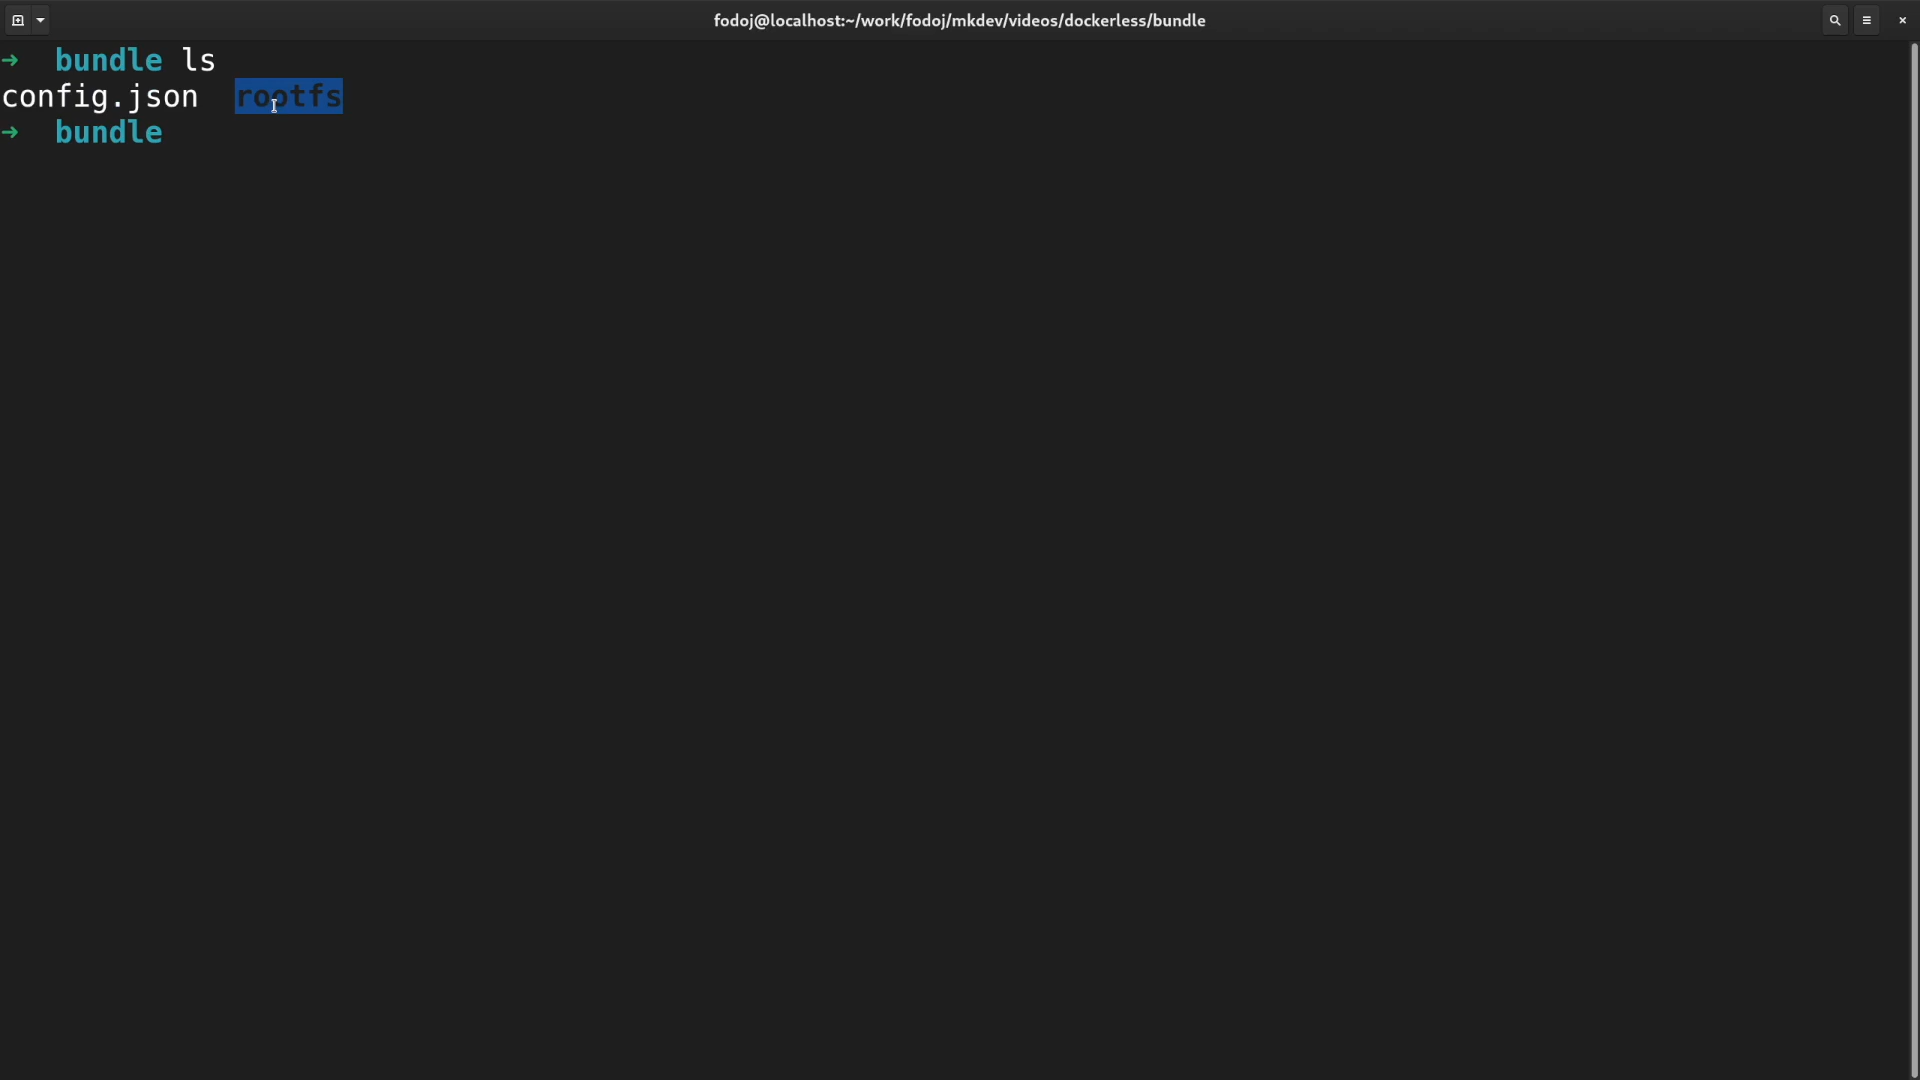 fodoj@localhost:~/work/fodoj/mkdev/videos/dockerless/bundle
➜ bundle ls
config.json rootfs
➜ bundle